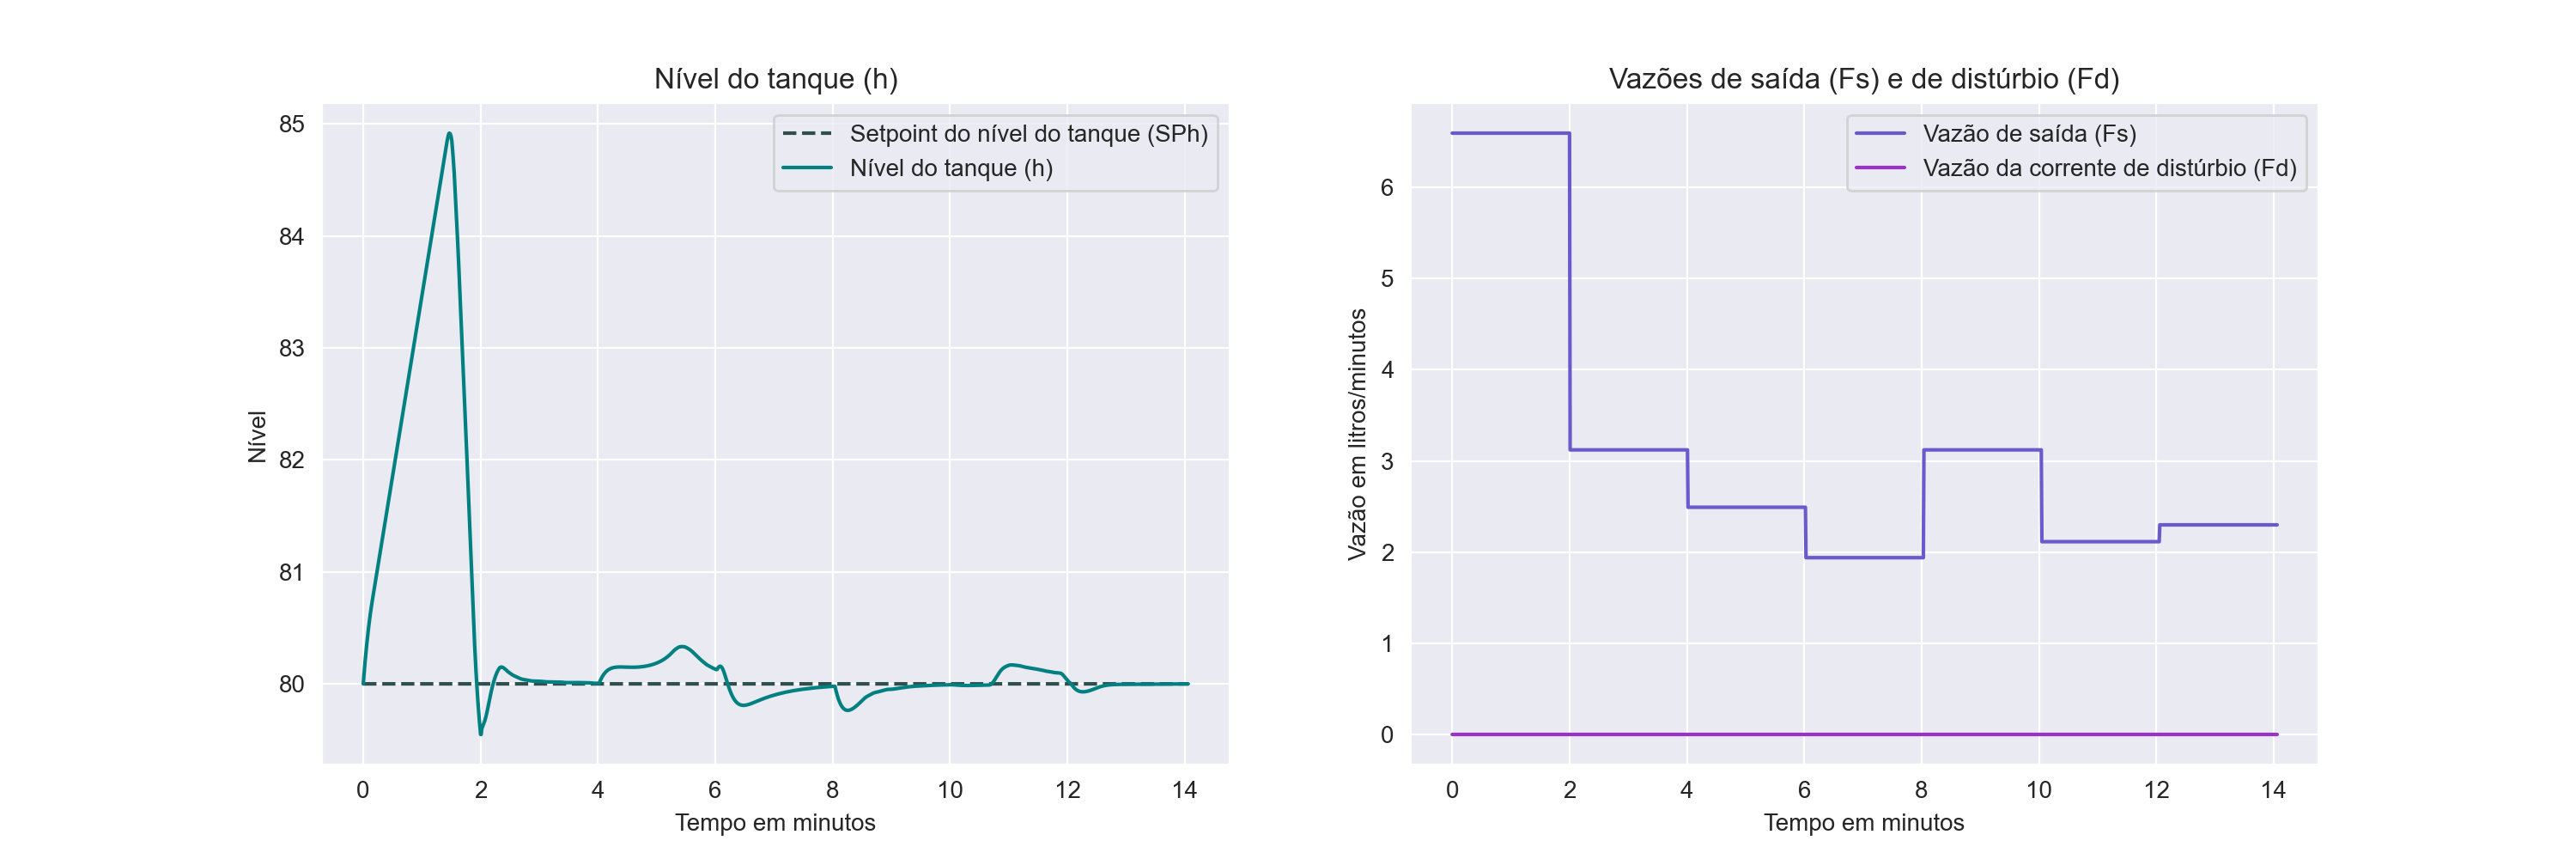 Nível do tanque (h)
85
84
83
82
81
80
Nível
Setpoint do nível do tanque (SPh)
Nível do tanque (h)
0 2 4 6 8 10 12 14
Tempo em minutos
Vazões de saída (Fs) e de distúrbio (Fd)
6
5
4
3
2
1
0
Vazão em litros/minutos
Vazão de saída (Fs)
Vazão da corrente de distúrbio (Fd)
0 2 4 6 8 10 12 14
Tempo em minutos